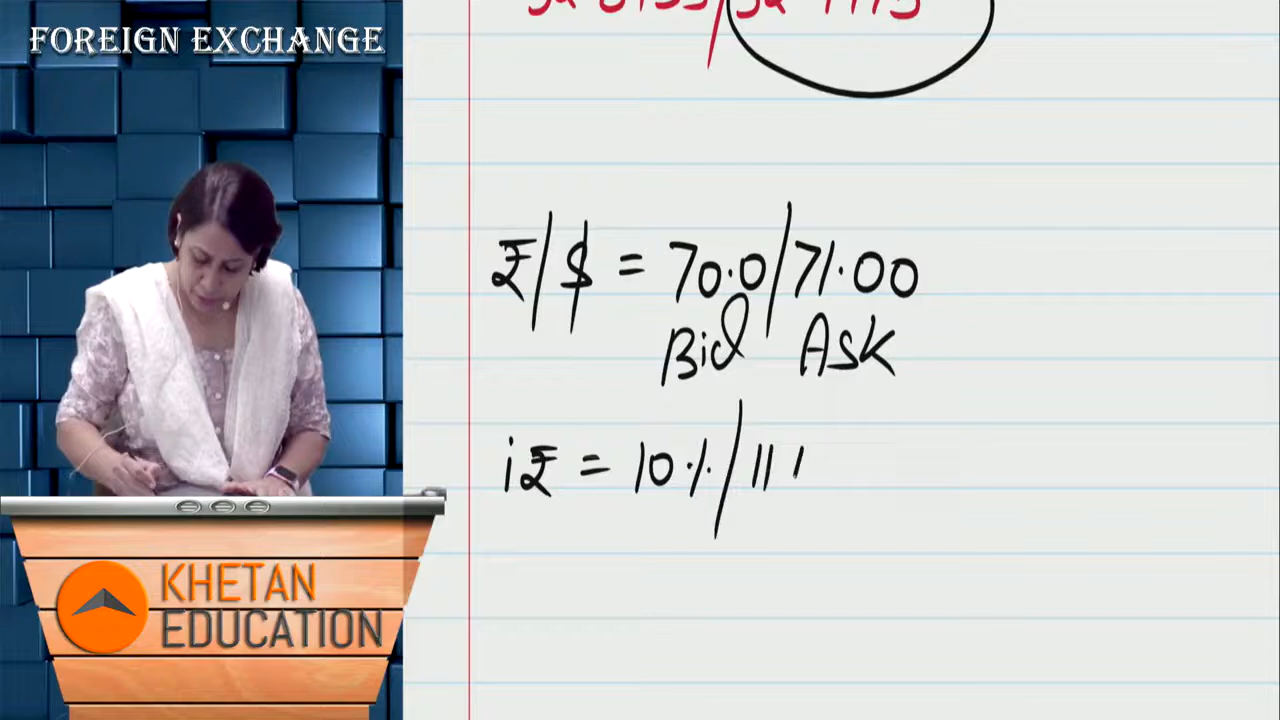 FOREIGN EXCHANGE
₹/$ = 70.0/71.00
Bid Ask
i₹ = 10%/11
KHETAN
EDUCATION